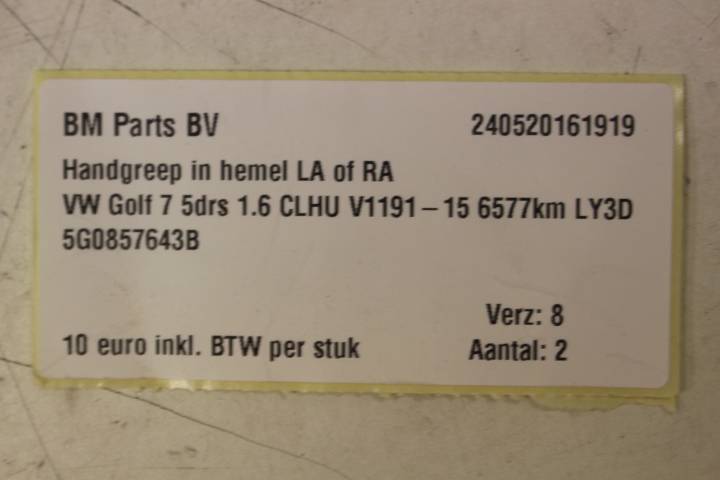 BM Parts BV 240520161919
Handgreep in hemel LA of RA
VW Golf 7 5drs 1.6 CLHU V1191-15 6577km LY3D
5G0857643B
Verz: 8
10 euro inkl. BTW per stuk Aantal: 2